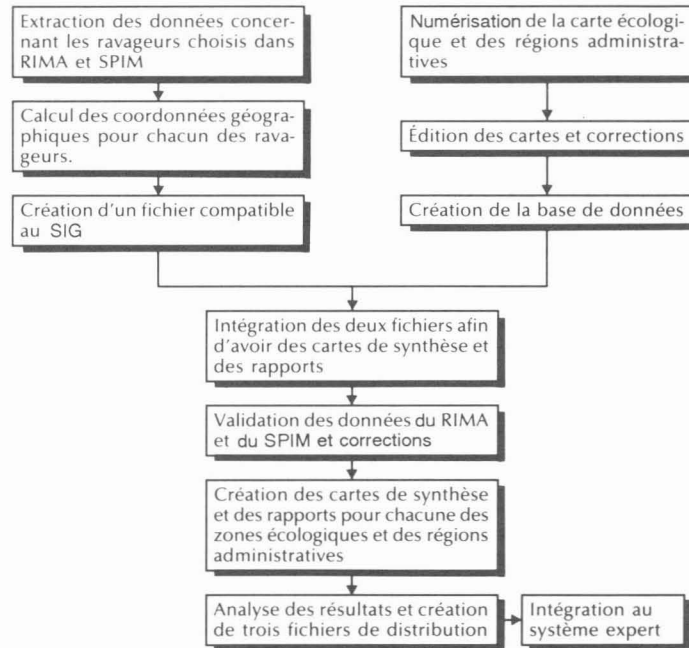 Extraction des données concer-
nant les ravageurs choisis dans
RIMA et SPIM
Calcul des coordonnées géogra-
phiques pour chacun des rava-
geurs.
Création d'un fichier compatible
au SIG
Numérisation de la carte écolo-
gique et des régions administra-
tives
Édition des cartes et corrections
Création de la base de données
Intégration des deux fichiers afin
d'avoir des cartes de synthèse et
des rapports
Validation des données du RIMA
et du SPIM et corrections
Création des cartes de synthèse
et des rapports pour chacune des
zones écologiques et des régions
administratives
Analyse des résultats et création
de trois fichiers de distribution
Intégration au
système expert